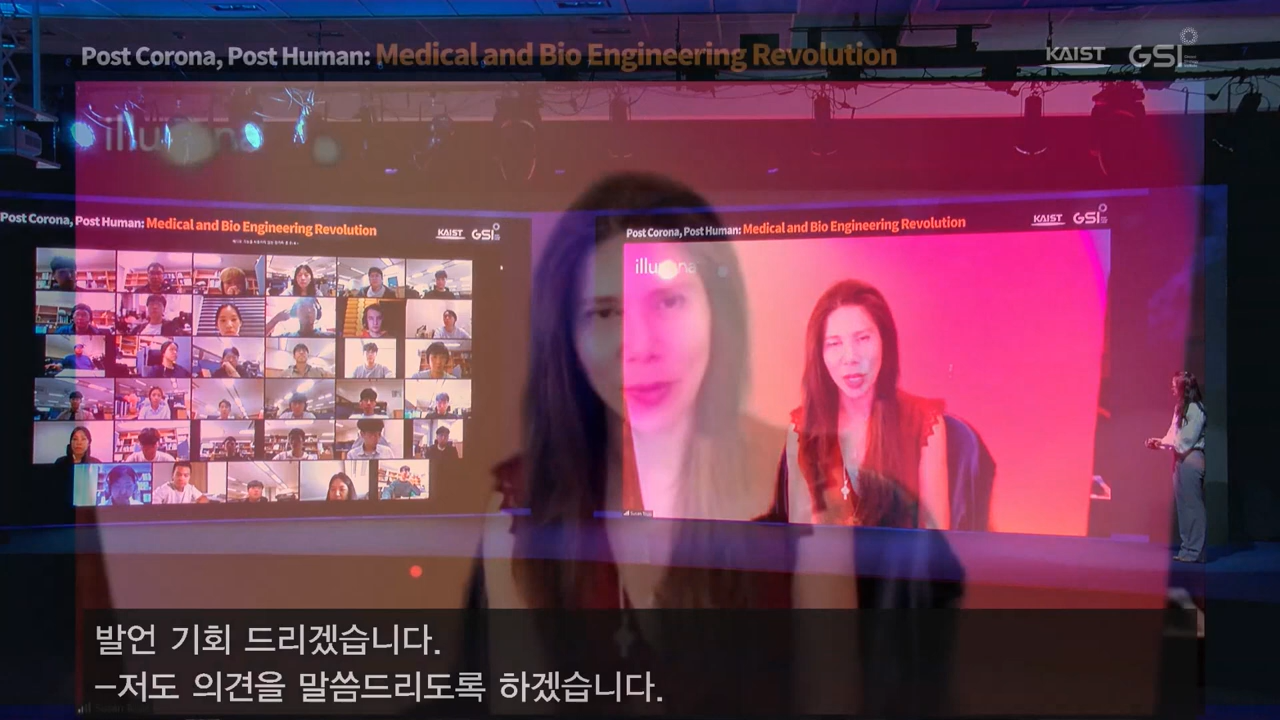 Post Corona, Post Human: Medical and Bio Engineering Revolution
KAIST GSI
illumina
Post Corona, Post Human: Medical and Bio Engineering Revolution
KAIST GSI
Post Corona, Post Human: Medical and Bio Engineering Revolution
KAIST GSI
illumina
발언 기회 드리겠습니다.
–저도 의견을 말씀드리도록 하겠습니다.